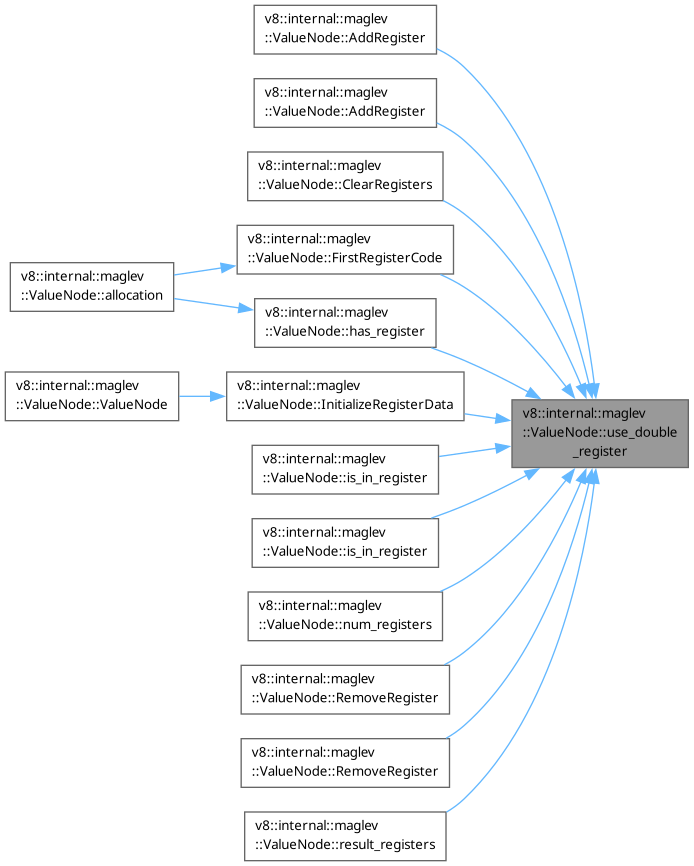 v8::internal::maglev
::ValueNode::AddRegister
v8::internal::maglev
::ValueNode::AddRegister
v8::internal::maglev
::ValueNode::ClearRegisters
v8::internal::maglev
::ValueNode::FirstRegisterCode
v8::internal::maglev
::ValueNode::allocation
v8::internal::maglev
::ValueNode::has_register
v8::internal::maglev
::ValueNode::ValueNode
v8::internal::maglev
::ValueNode::InitializeRegisterData
v8::internal::maglev
::ValueNode::use_double
_register
v8::internal::maglev
::ValueNode::is_in_register
v8::internal::maglev
::ValueNode::is_in_register
v8::internal::maglev
::ValueNode::num_registers
v8::internal::maglev
::ValueNode::RemoveRegister
v8::internal::maglev
::ValueNode::RemoveRegister
v8::internal::maglev
::ValueNode::result_registers